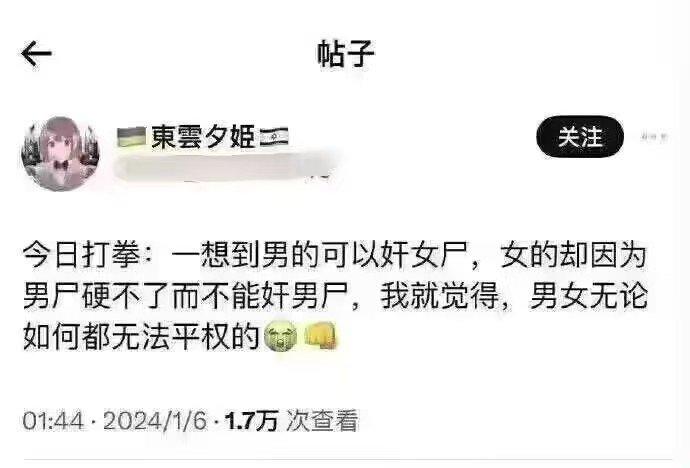 帖子
東雲夕姫
关注
今日打拳：一想到男的可以奸女尸，女的却因为
男尸硬不了而不能奸男尸，我就觉得，男女无论
如何都无法平权的😭👊
01:44 · 2024/1/6 · 1.7万 次查看